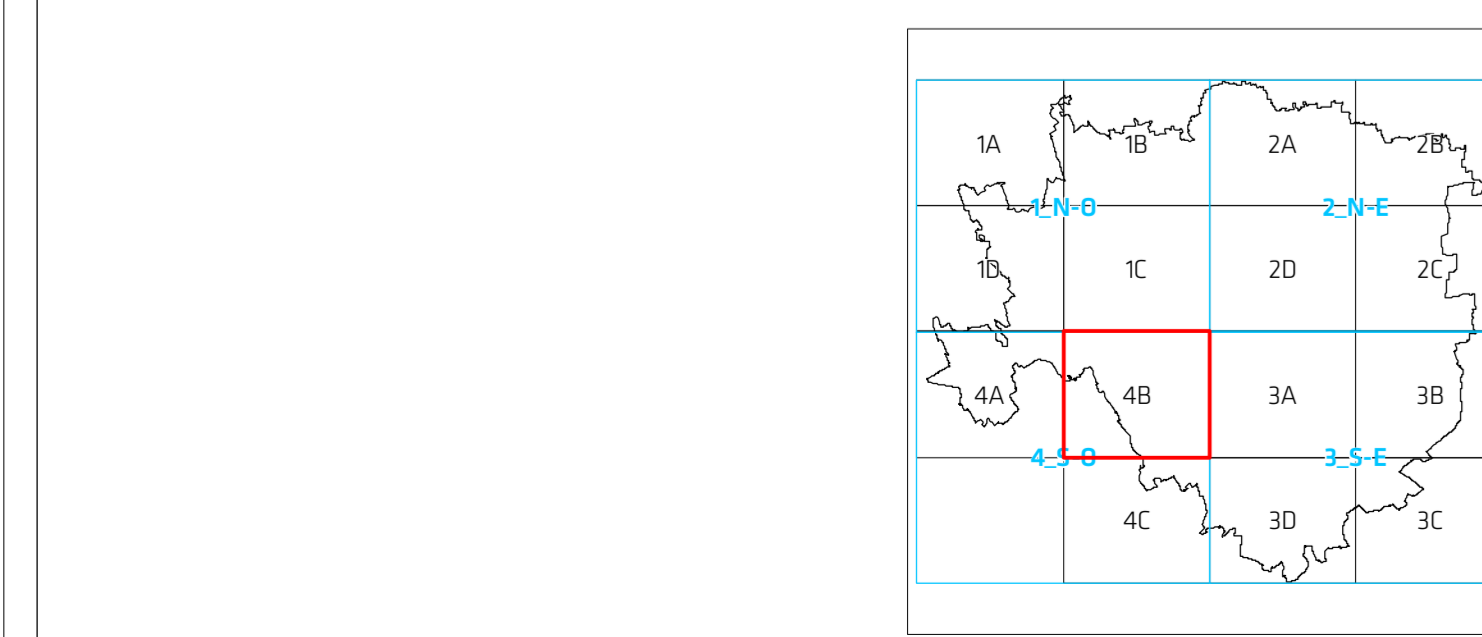 1A 1B 2A 2B
1_N-O 2_N-E
1D 1C 2D 2C
4A 4B 3A 3B
4_S-O 3_S-E
4C 3D 3C